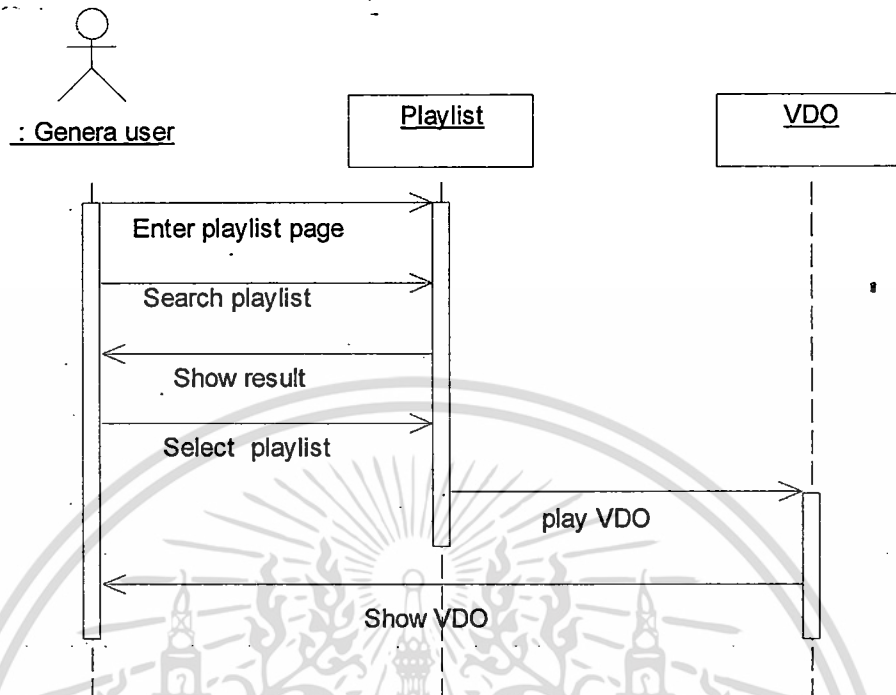 : Genera user
Playlist
VDO
Enter playlist page
Search playlist
Show result
Select playlist
play VDO
Show VDO